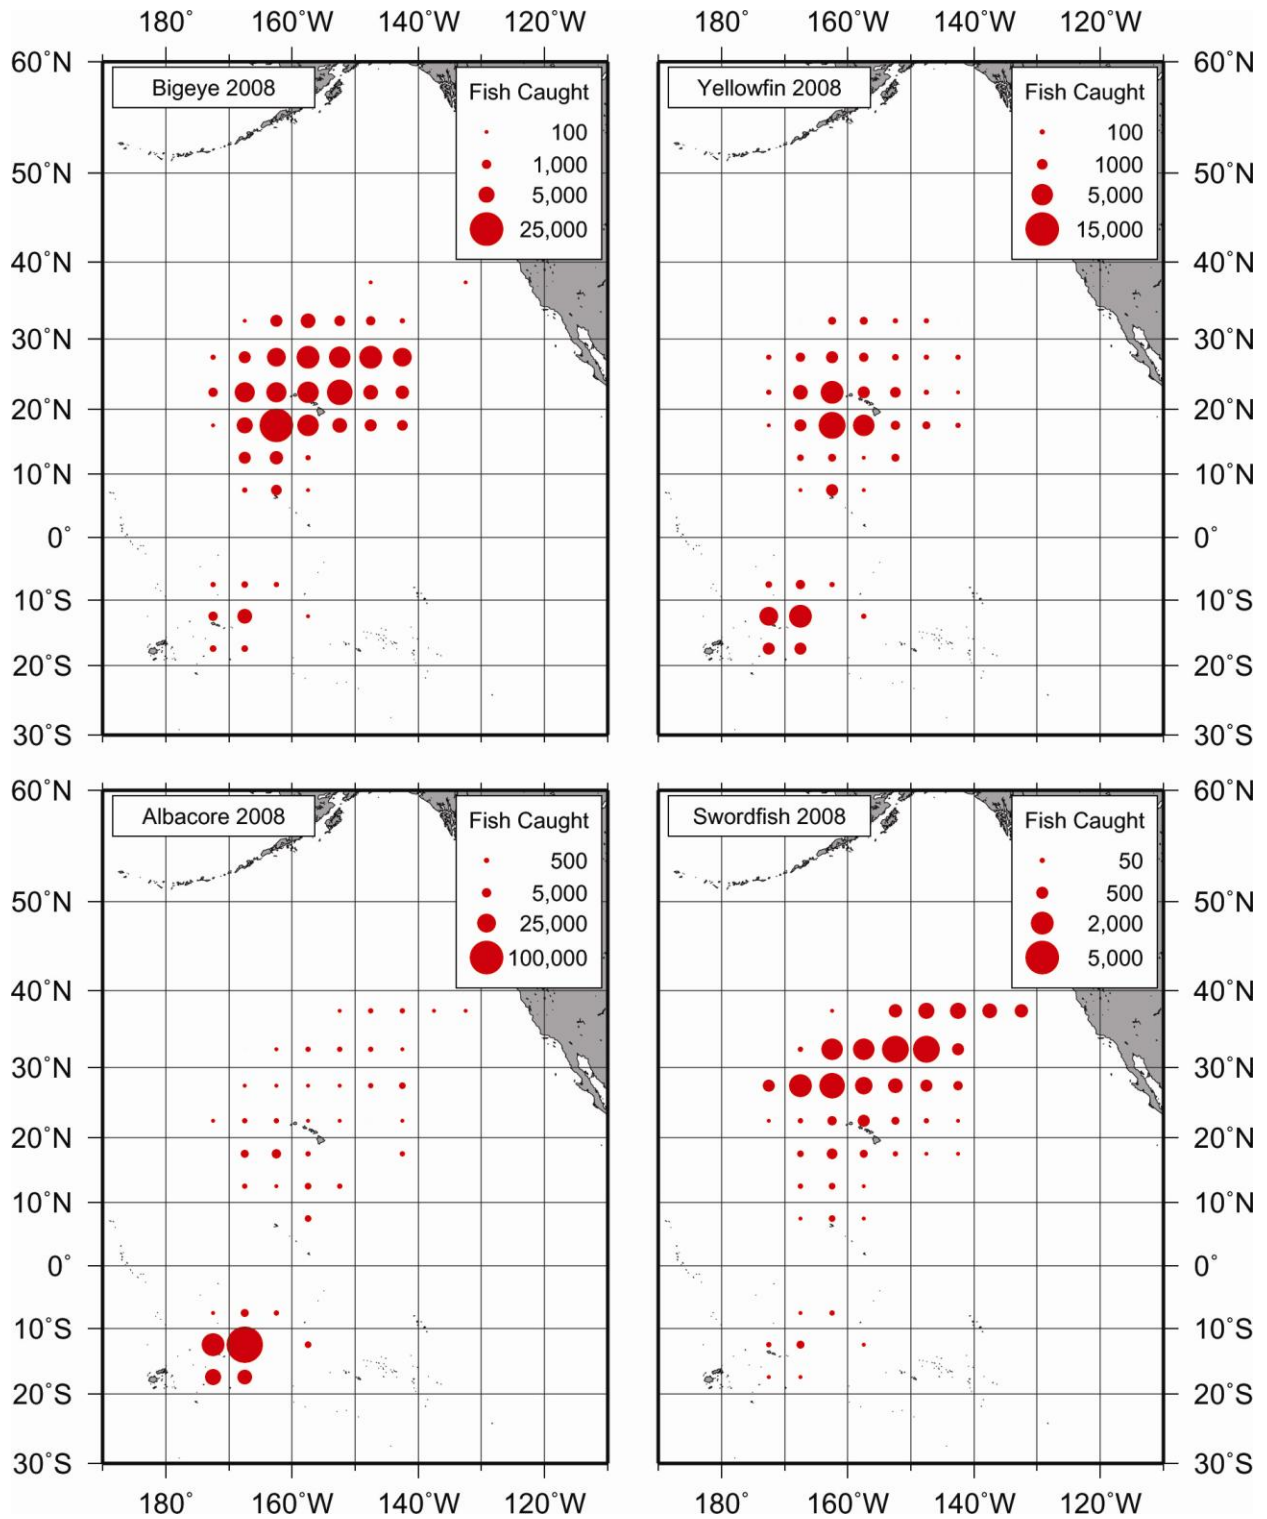 180 160˚W 140˚W 120˚W 180˚ 160˚W 140˚W 120˚W
60˚N 60˚N
Bigeye 2008 Fish Caught Yellowfin 2008 Fish Caught
100 100
1,000 1000
50˚N 50˚N
5,000 5,000
25,000 15,000
40˚N 40˚N
30˚N 30˚N
20˚N 20˚N
10˚N 10˚N
0˚ 0˚
10˚S 10˚S
20˚S 20˚S
30˚S 30˚S
60˚N 60˚N
Albacore 2008 Fish Caught Swordfish 2008 Fish Caught
500 50
5,000 500
50˚N 50˚N
25,000 2,000
100,000 5,000
40˚N 40˚N
30˚N 30˚N
20˚N 20˚N
10˚N 10˚N
0˚ 0˚
10˚S 10˚S
20˚S 20˚S
30˚S 30˚S
180˚ 160˚W 140˚W 120˚W 180˚ 160˚W 140˚W 120˚W